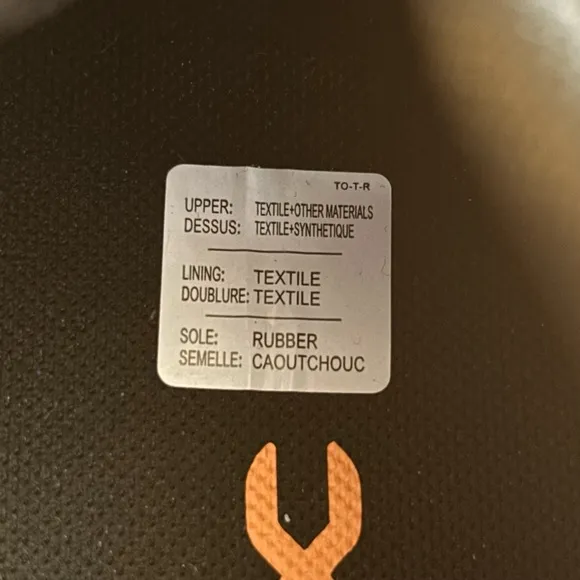 TO-T-R
UPPER: TEXTILE+OTHER MATERIALS
DESSUS: TEXTILE+SYNTHETIQUE
LINING: TEXTILE
DOUBLURE: TEXTILE
SOLE: RUBBER
SEMELLE: CAOUTCHOUC